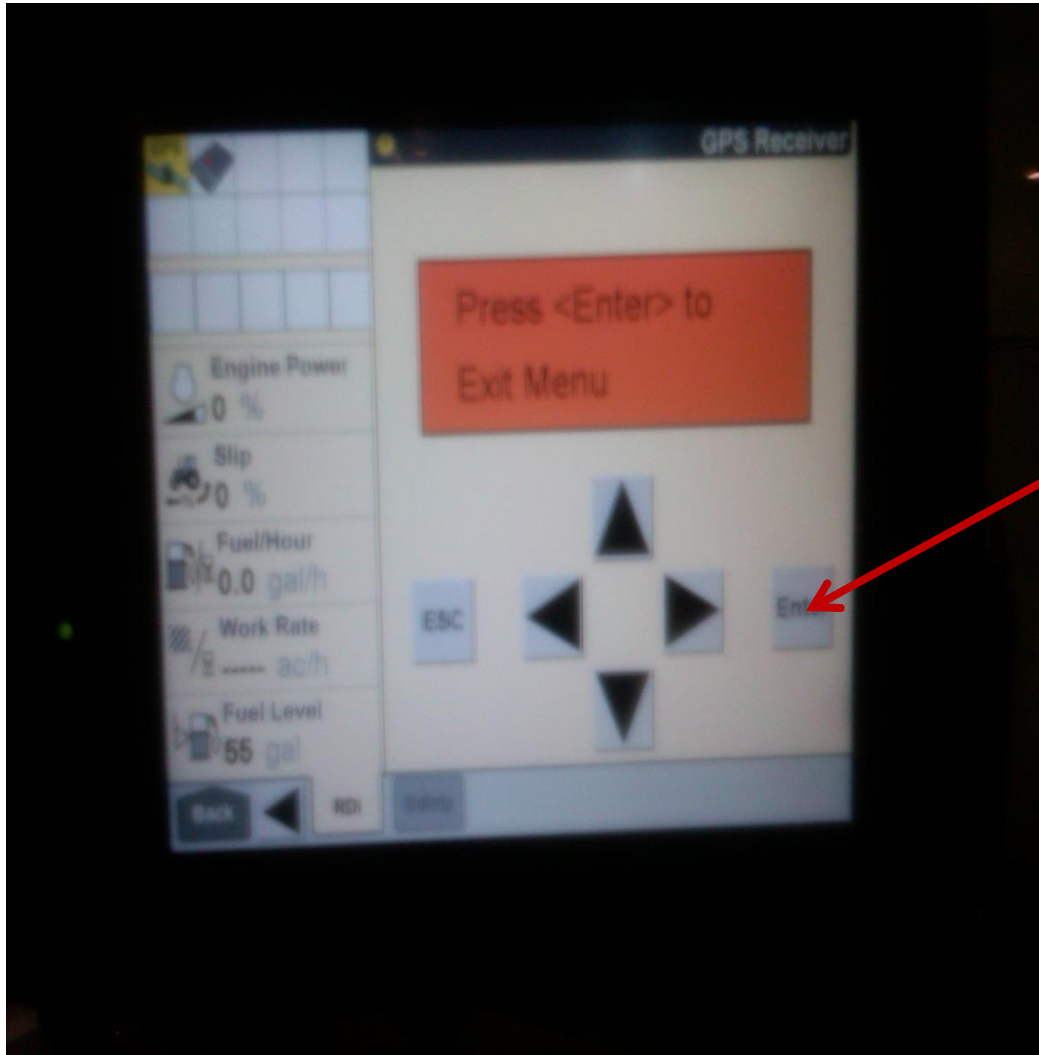 GPS
GPS Receiver
Press <Enter> to
Exit Menu
Engine Power
0 %
Slip
0 %
Fuel/Hour
0.0 gal/h
Work Rate
----- ac/h
Fuel Level
55 gal
ESC
Back
RDI